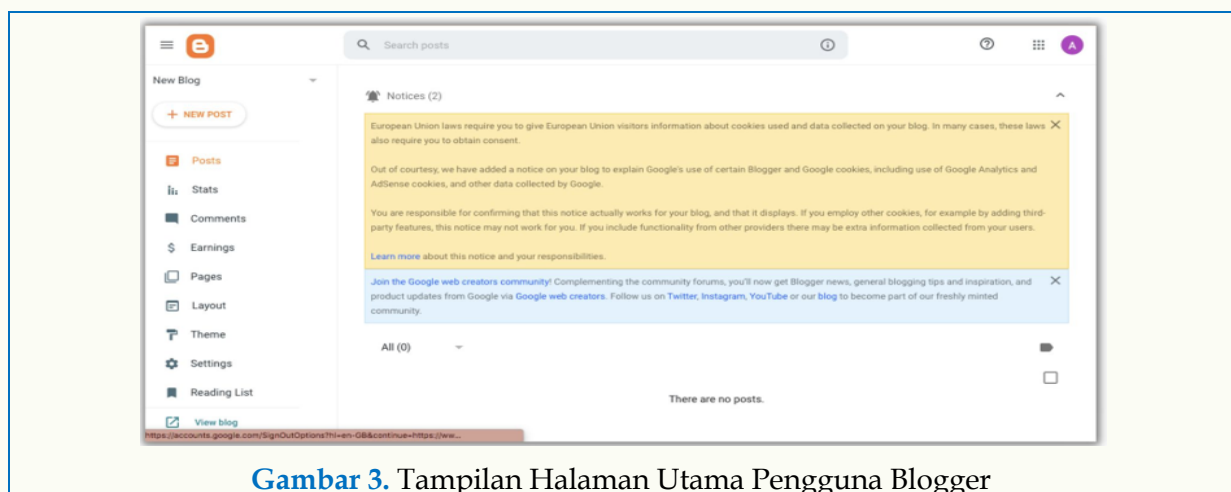 Search posts
A
New Blog
+ NEW POST
Notices (2)
European Union laws require you to give European Union visitors information about cookies used and data collected on your blog. In many cases, these laws
also require you to obtain consent.
Out of courtesy, we have added a notice on your blog to explain Google's use of certain Blogger and Google cookies, including use of Google Analytics and
AdSense cookies, and other data collected by Google.
You are responsible for confirming that this notice actually works for your blog, and that it displays. If you employ other cookies, for example by adding third-
party features, this notice may not work for you. If you include functionality from other providers there may be extra information collected from your users.
Learn more about this notice and your responsibilities.
Join the Google web creators community! Complementing the community forums, you'll now get Blogger news, general blogging tips and inspiration, and
product updates from Google via Google web creators. Follow us on Twitter, Instagram, YouTube or our blog to become part of our freshly minted
community.
Posts
Stats
Comments
$ Earnings
Pages
Layout
Theme
Settings
Reading List
View blog
All (0)
There are no posts.
https://accounts.google.com/SignOutOptions?hl=en-GB&continue=https://ww...
Gambar 3. Tampilan Halaman Utama Pengguna Blogger